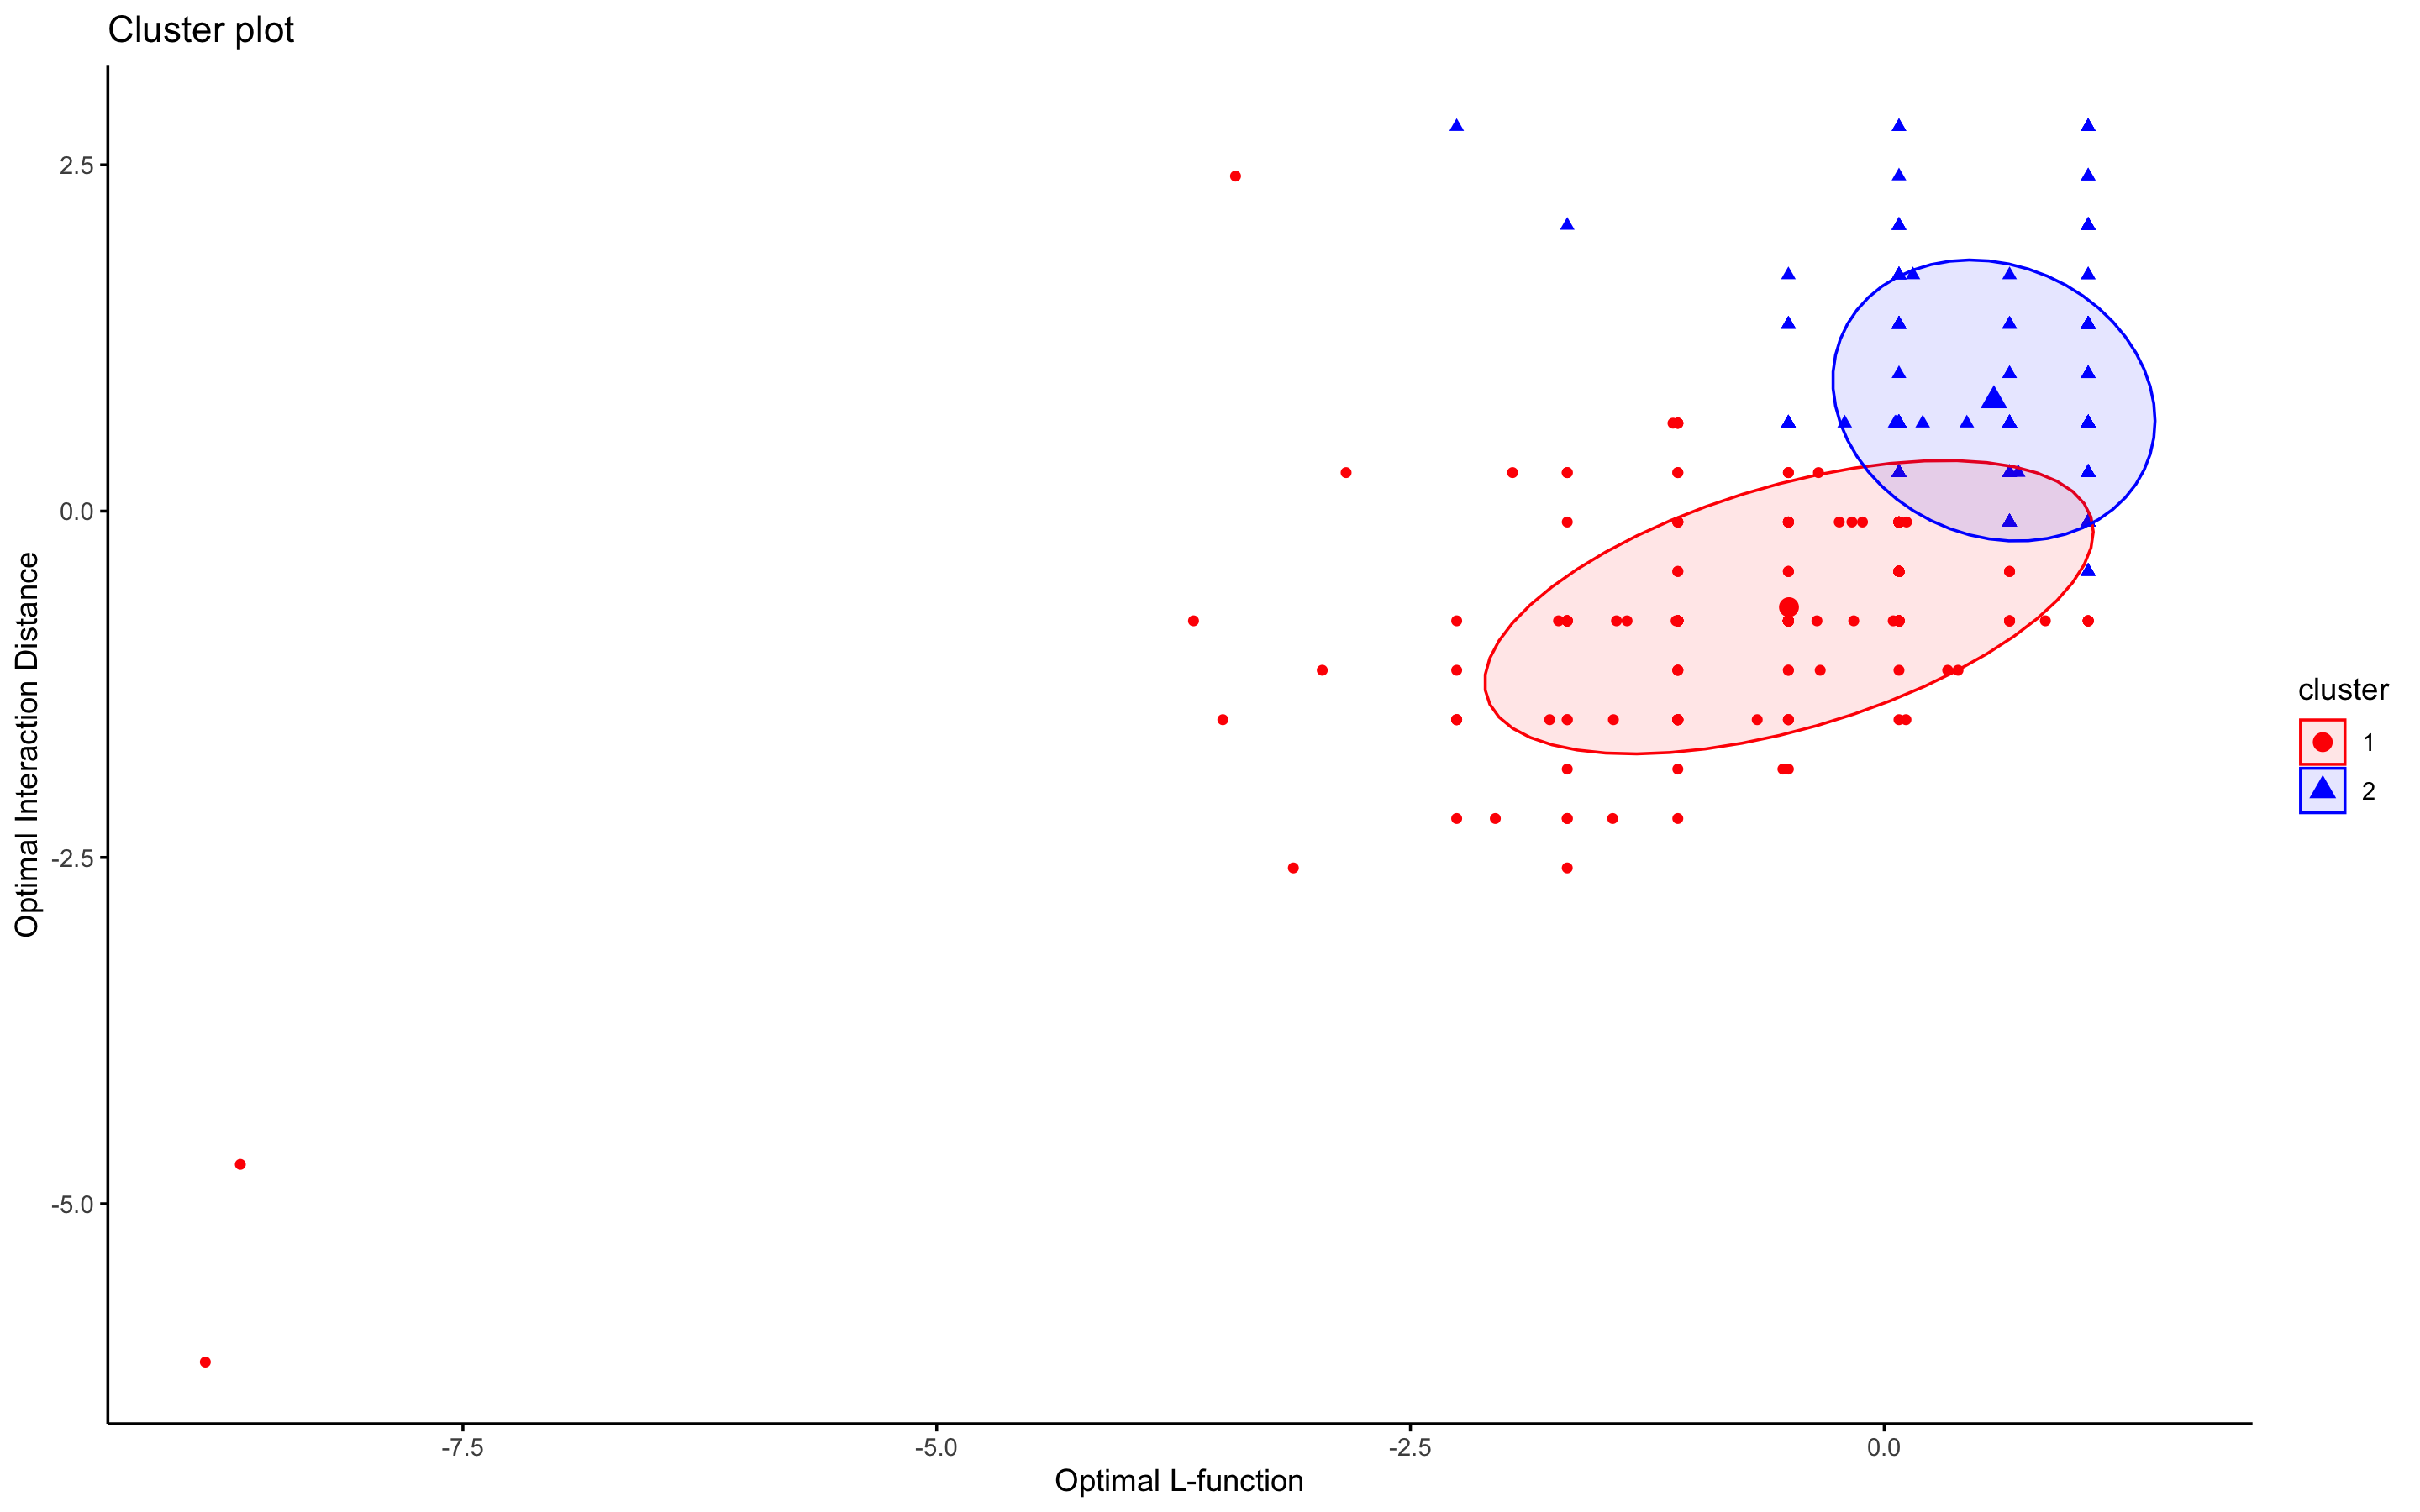 Cluster plot
2.5
0.0
-2.5
-5.0
Optimal Interaction Distance
-7.5
-5.0
-2.5
0.0
Optimal L-function
cluster
1
2